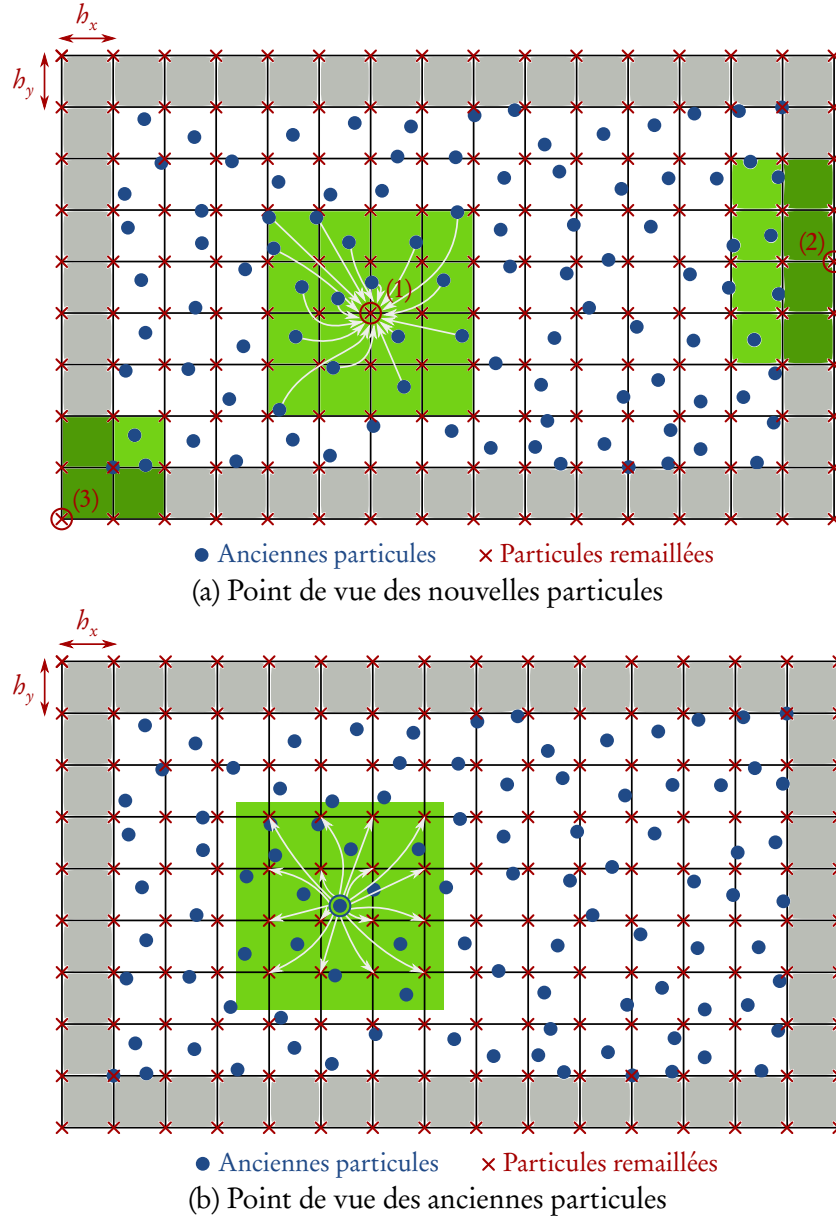 h_x
h_y
(1)
(2)
(3)
Anciennes particules × Particules remaillées
(a) Point de vue des nouvelles particules
h_x
h_y
Anciennes particules × Particules remaillées
(b) Point de vue des anciennes particules